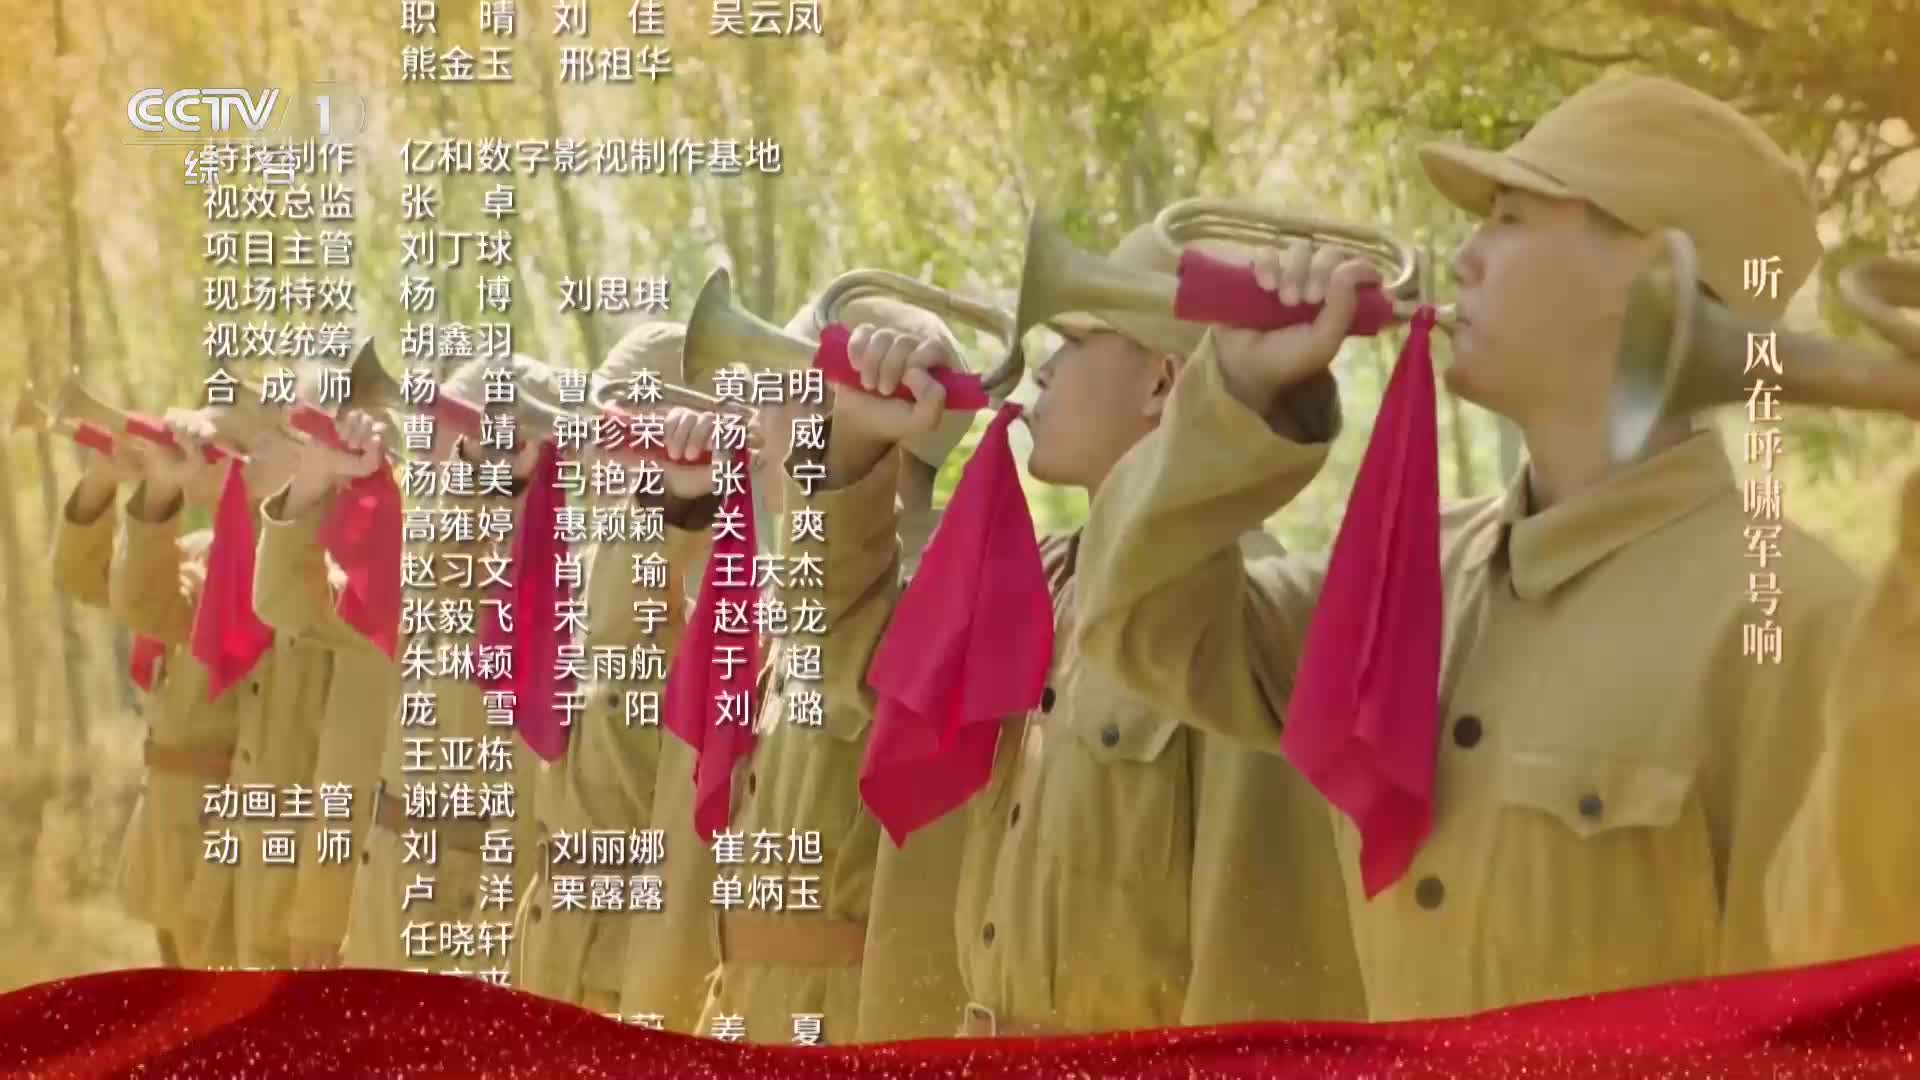 职 晴 刘 佳 吴云凤
熊金玉 邢祖华
CCTV 1
综合
特技制作 亿和数字影视制作基地
视效总监 张 卓
项目主管 刘丁球
现场特效 杨 博 刘思琪
视效统筹 胡鑫羽
合成师 杨 笛 曹 森 黄启明
曹 靖 钟珍荣 杨 威
杨建美 马艳龙 张 宁
高雍婷 惠颖颖 关 爽
赵习文 肖 瑜 王庆杰
张毅飞 宋 宇 赵艳龙
朱琳颖 吴雨航 于 超
庞 雪 于 阳 刘 璐
王亚栋
动画主管 谢淮斌
动画师 刘 岳 刘丽娜 崔东旭
卢 洋 栗露露 单炳玉
任晓轩
姜 夏
听 风在呼啸军号响